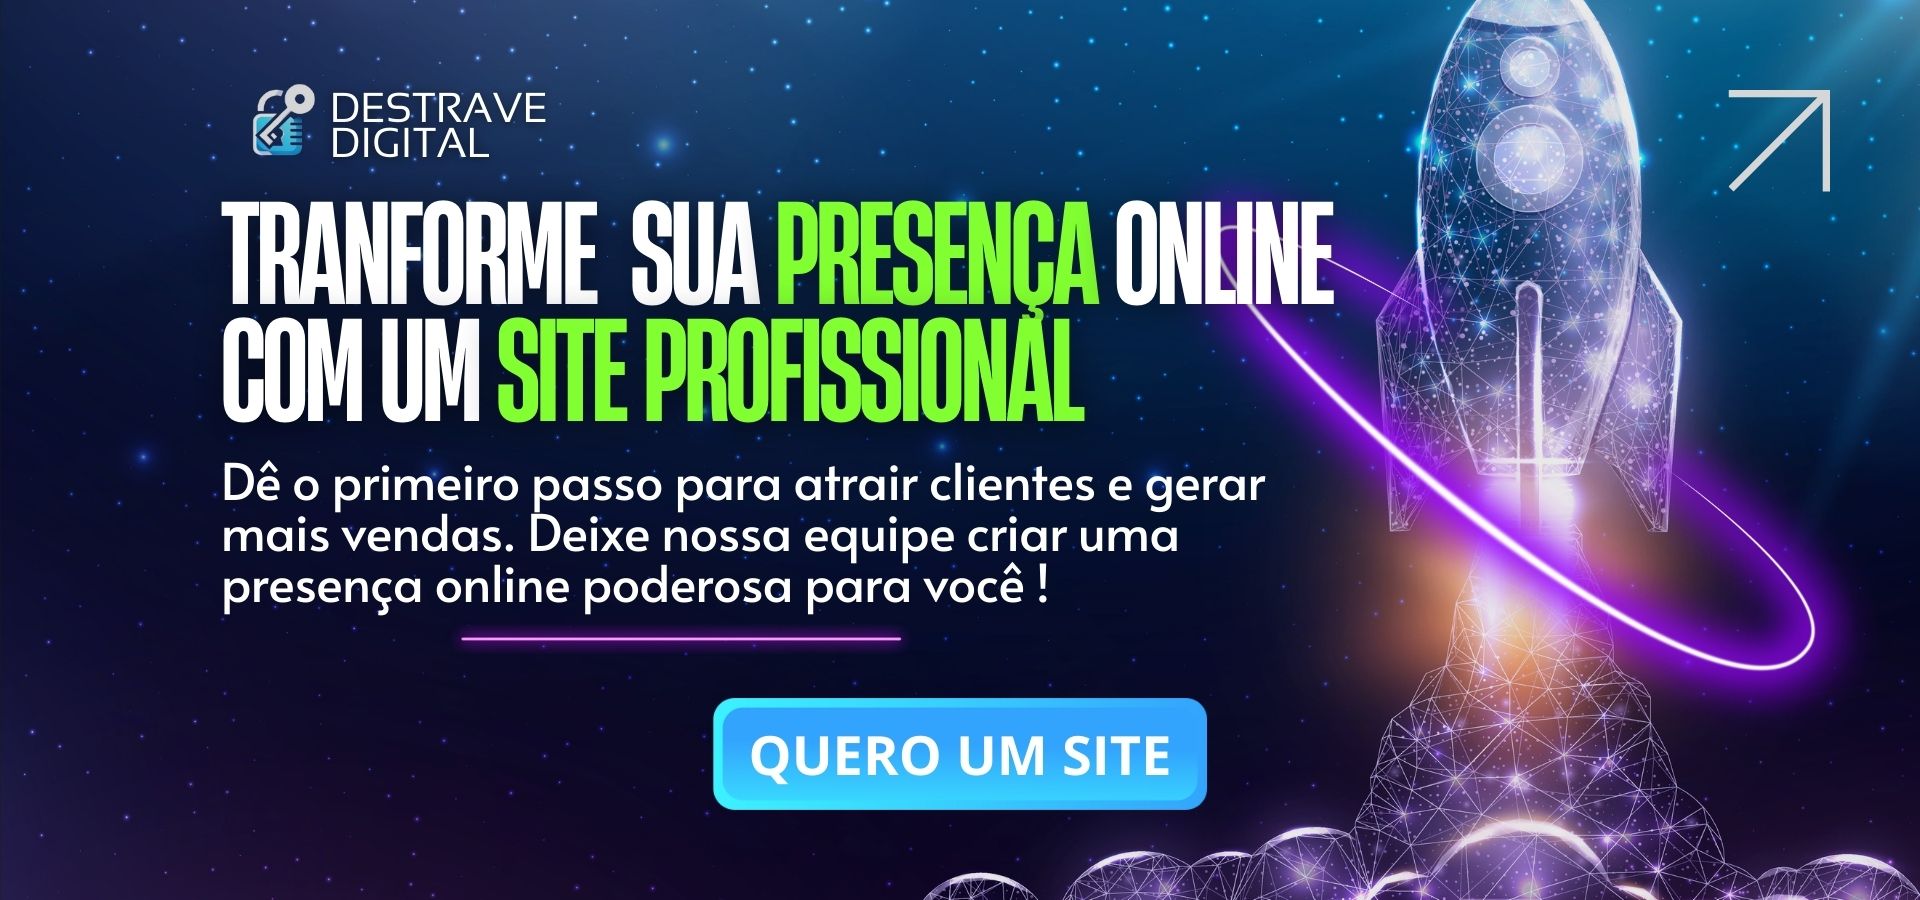 DESTRAVE
DIGITAL
TRANFORME SUA PRESENÇA ONLINE
COM UM SITE PROFISSIONAL
Dê o primeiro passo para atrair clientes e gerar
mais vendas. Deixe nossa equipe criar uma
presença online poderosa para você !
QUERO UM SITE